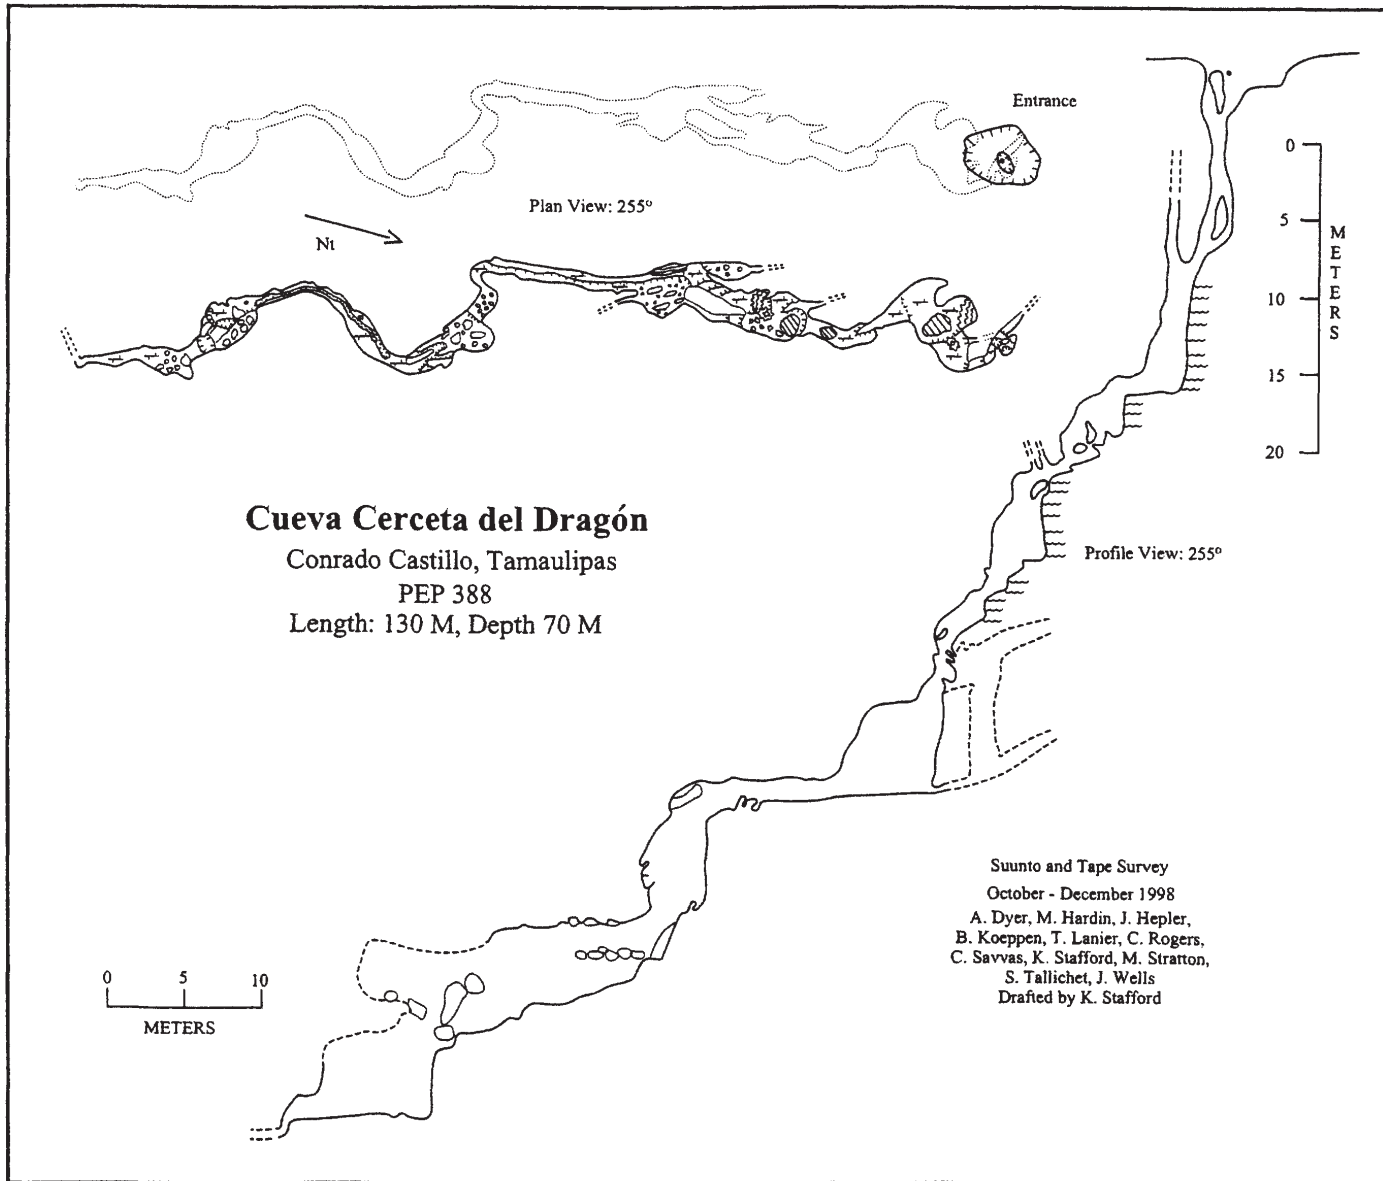 Entrance
Plan View: 255°
Nt
0
5
10
15
20
METERS
Cueva Cerceta del Dragón
Conrado Castillo, Tamaulipas
PEP 388
Length: 130 M, Depth 70 M
Profile View: 255°
Suunto and Tape Survey
October - December 1998
A. Dyer, M. Hardin, J. Hepler,
B. Koeppen, T. Lanier, C. Rogers,
C. Savvas, K. Stafford, M. Stratton,
S. Tallichet, J. Wells
Drafted by K. Stafford
0 5 10
METERS